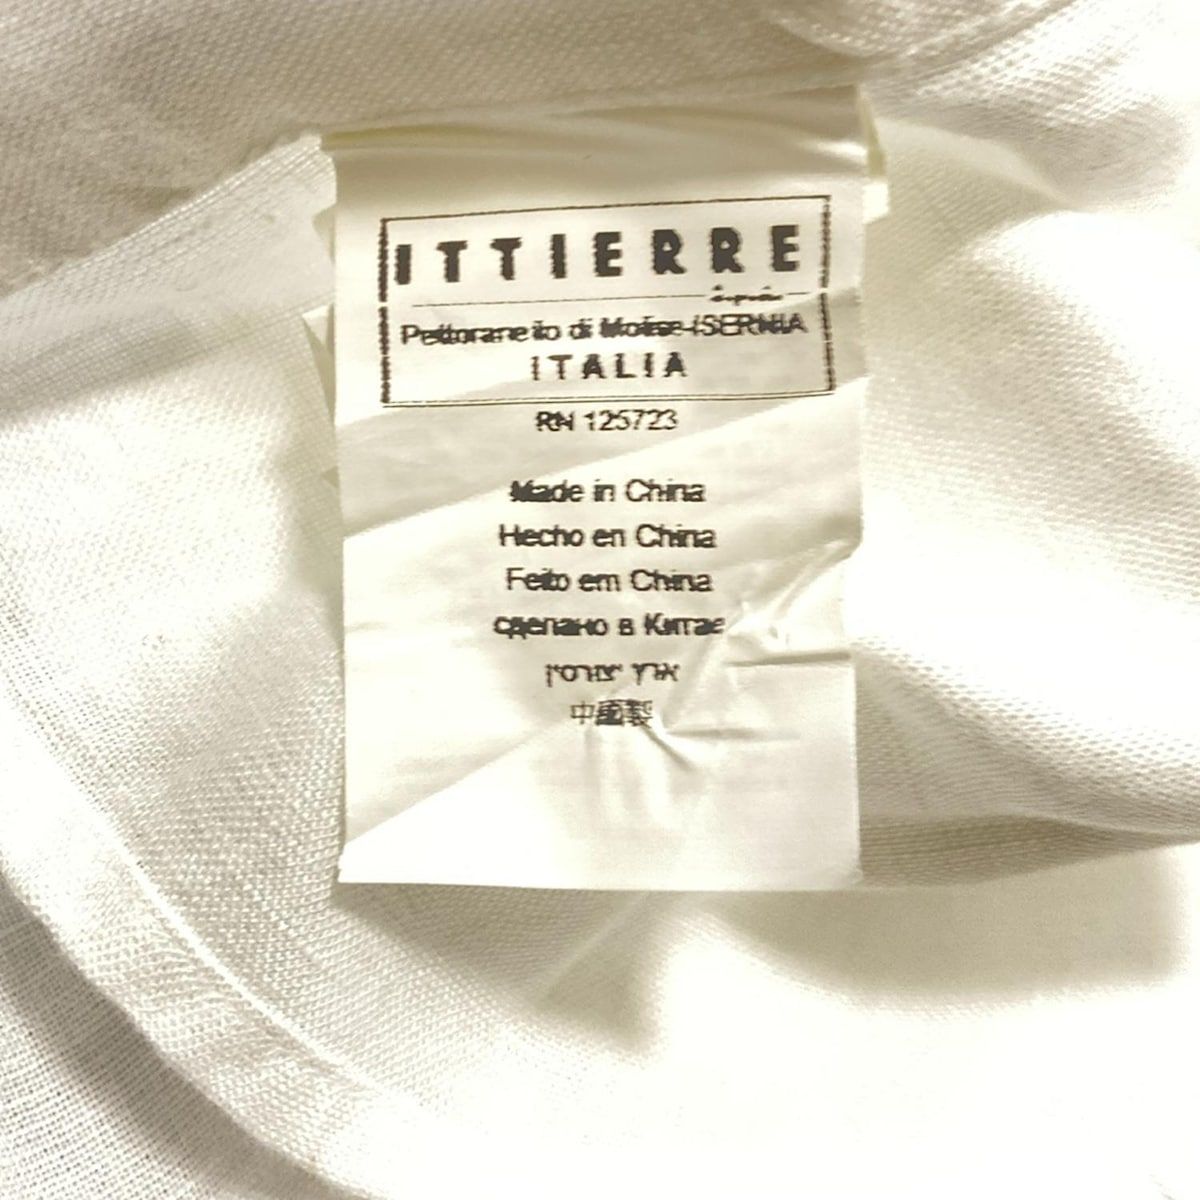 ITTIERRE
Pettoranello di Molise-ISERNIA
ITALIA
RN 125723
Made in China
Hecho en China
Feito em China
сделано в Китае
ארץ יצור:סין
中國製